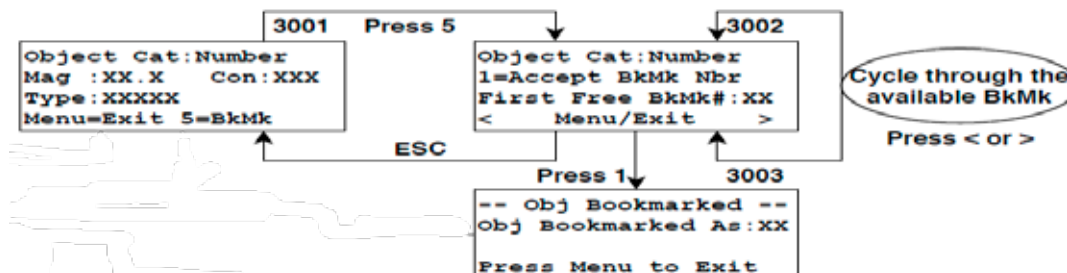 3001 Press 5 3002
Object Cat:Number
Mag :XX.X Con:XXX
Type:XXXXX
Menu=Exit 5=BkMk
Object Cat:Number
1=Accept BkMk Nbr
First Free BkMk#:XX
< Menu/Exit >
Cycle through the
available BkMk
Press < or >
ESC
Press 1 3003
-- Obj Bookmarked --
Obj Bookmarked As:XX
Press Menu to Exit